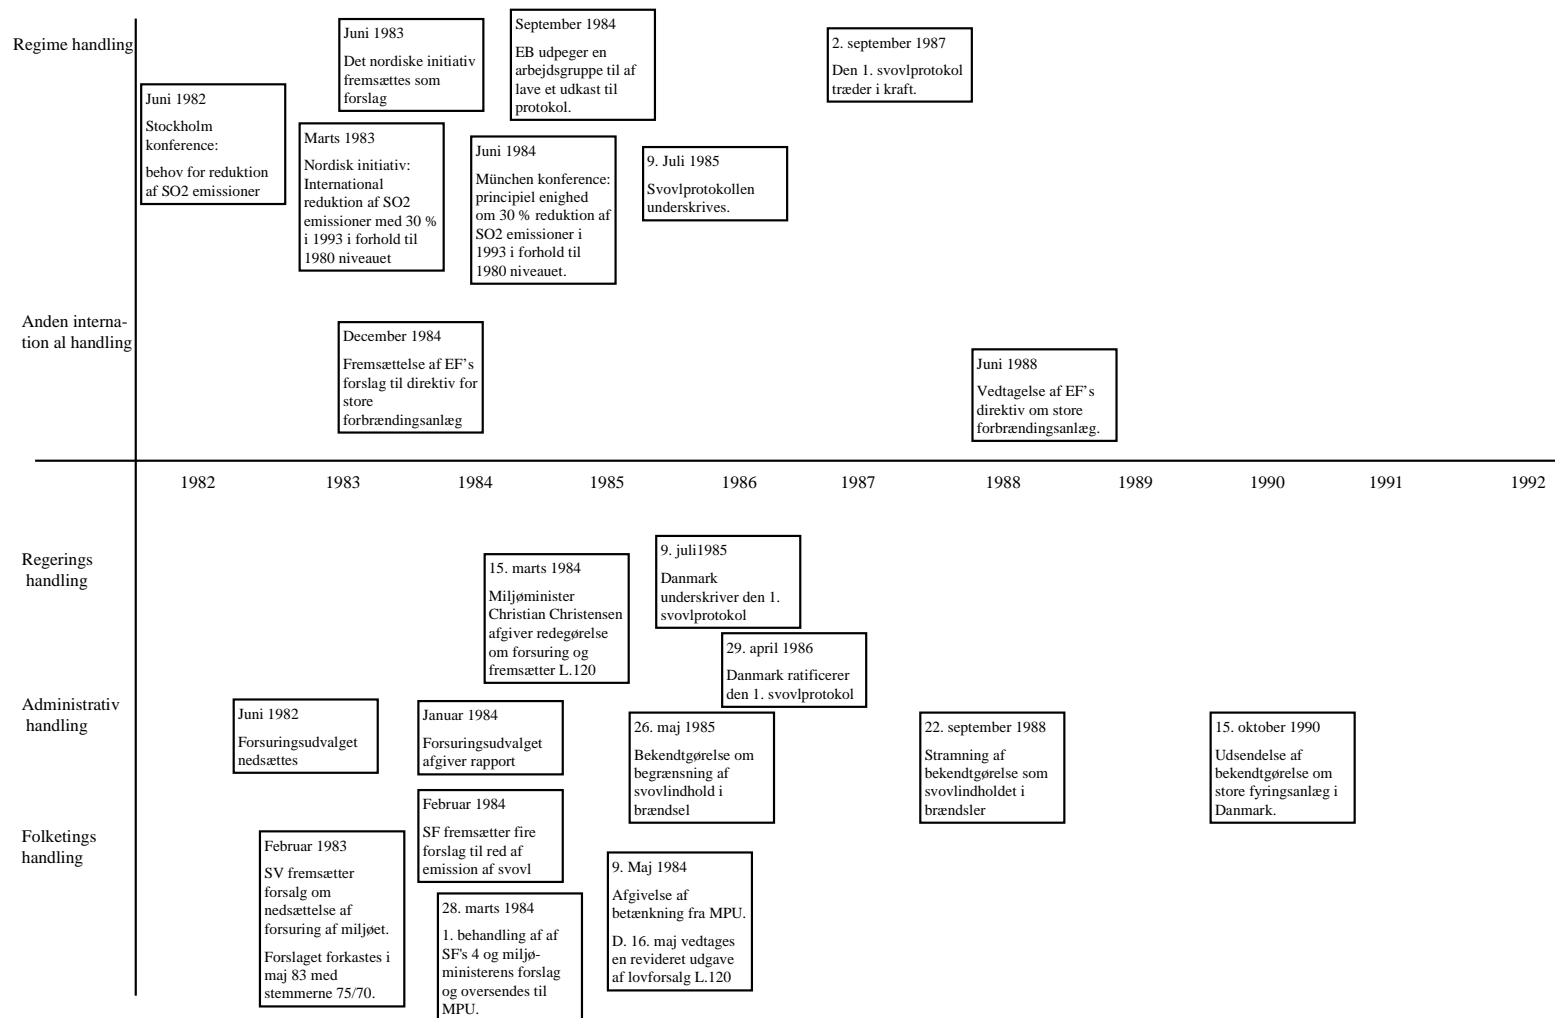 Regime handling
Juni 1982
Stockholm
konference:
behov for reduktion
af SO2 emissioner
Juni 1983
Det nordiske initiativ
fremsættes som
forslag
Marts 1983
Nordisk initiativ:
International
reduktion af SO2
emissioner med 30 %
i 1993 i forhold til
1980 niveauet
September 1984
EB udpeger en
arbejdsgruppe til af
lave et udkast til
protokol.
Juni 1984
München konference:
principiel enighed
om 30 % reduktion af
SO2 emissioner i
1993 i forhold til
1980 niveauet.
9. Juli 1985
Svovlprotokollen
underskrives.
2. september 1987
Den 1. svovlprotokol
træder i kraft.
Anden interna-
tion al handling
December 1984
Fremsættelse af EF’s
forslag til direktiv for
store
forbrændingsanlæg
Juni 1988
Vedtagelse af EF’s
direktiv om store
forbrændingsanlæg.
1982 1983 1984 1985 1986 1987 1988 1989 1990 1991 1992
Regerings
handling
15. marts 1984
Miljøminister
Christian Christensen
afgiver redegørelse
om forsuring og
fremsætter L.120
9. juli1985
Danmark
underskriver den 1.
svovlprotokol
29. april 1986
Danmark ratificerer
den 1. svovlprotokol
Administrativ
handling
Juni 1982
Forsuringsudvalget
nedsættes
Januar 1984
Forsuringsudvalget
afgiver rapport
26. maj 1985
Bekendtgørelse om
begrænsning af
svovlindhold i
brændsel
22. september 1988
Stramning af
bekendtgørelse som
svovlindholdet i
brændsler
15. oktober 1990
Udsendelse af
bekendtgørelse om
store fyringsanlæg i
Danmark.
Folketings
handling
Februar 1983
SV fremsætter
forsalg om
nedsættelse af
forsuring af miljøet.
Forslaget forkastes i
maj 83 med
stemmerne 75/70.
Februar 1984
SF fremsætter fire
forslag til red af
emission af svovl
28. marts 1984
1. behandling af af
SF's 4 og miljø-
ministerens forslag
og oversendes til
MPU.
9. Maj 1984
Afgivelse af
betænkning fra MPU.
D. 16. maj vedtages
en revideret udgave
af lovforsalg L.120